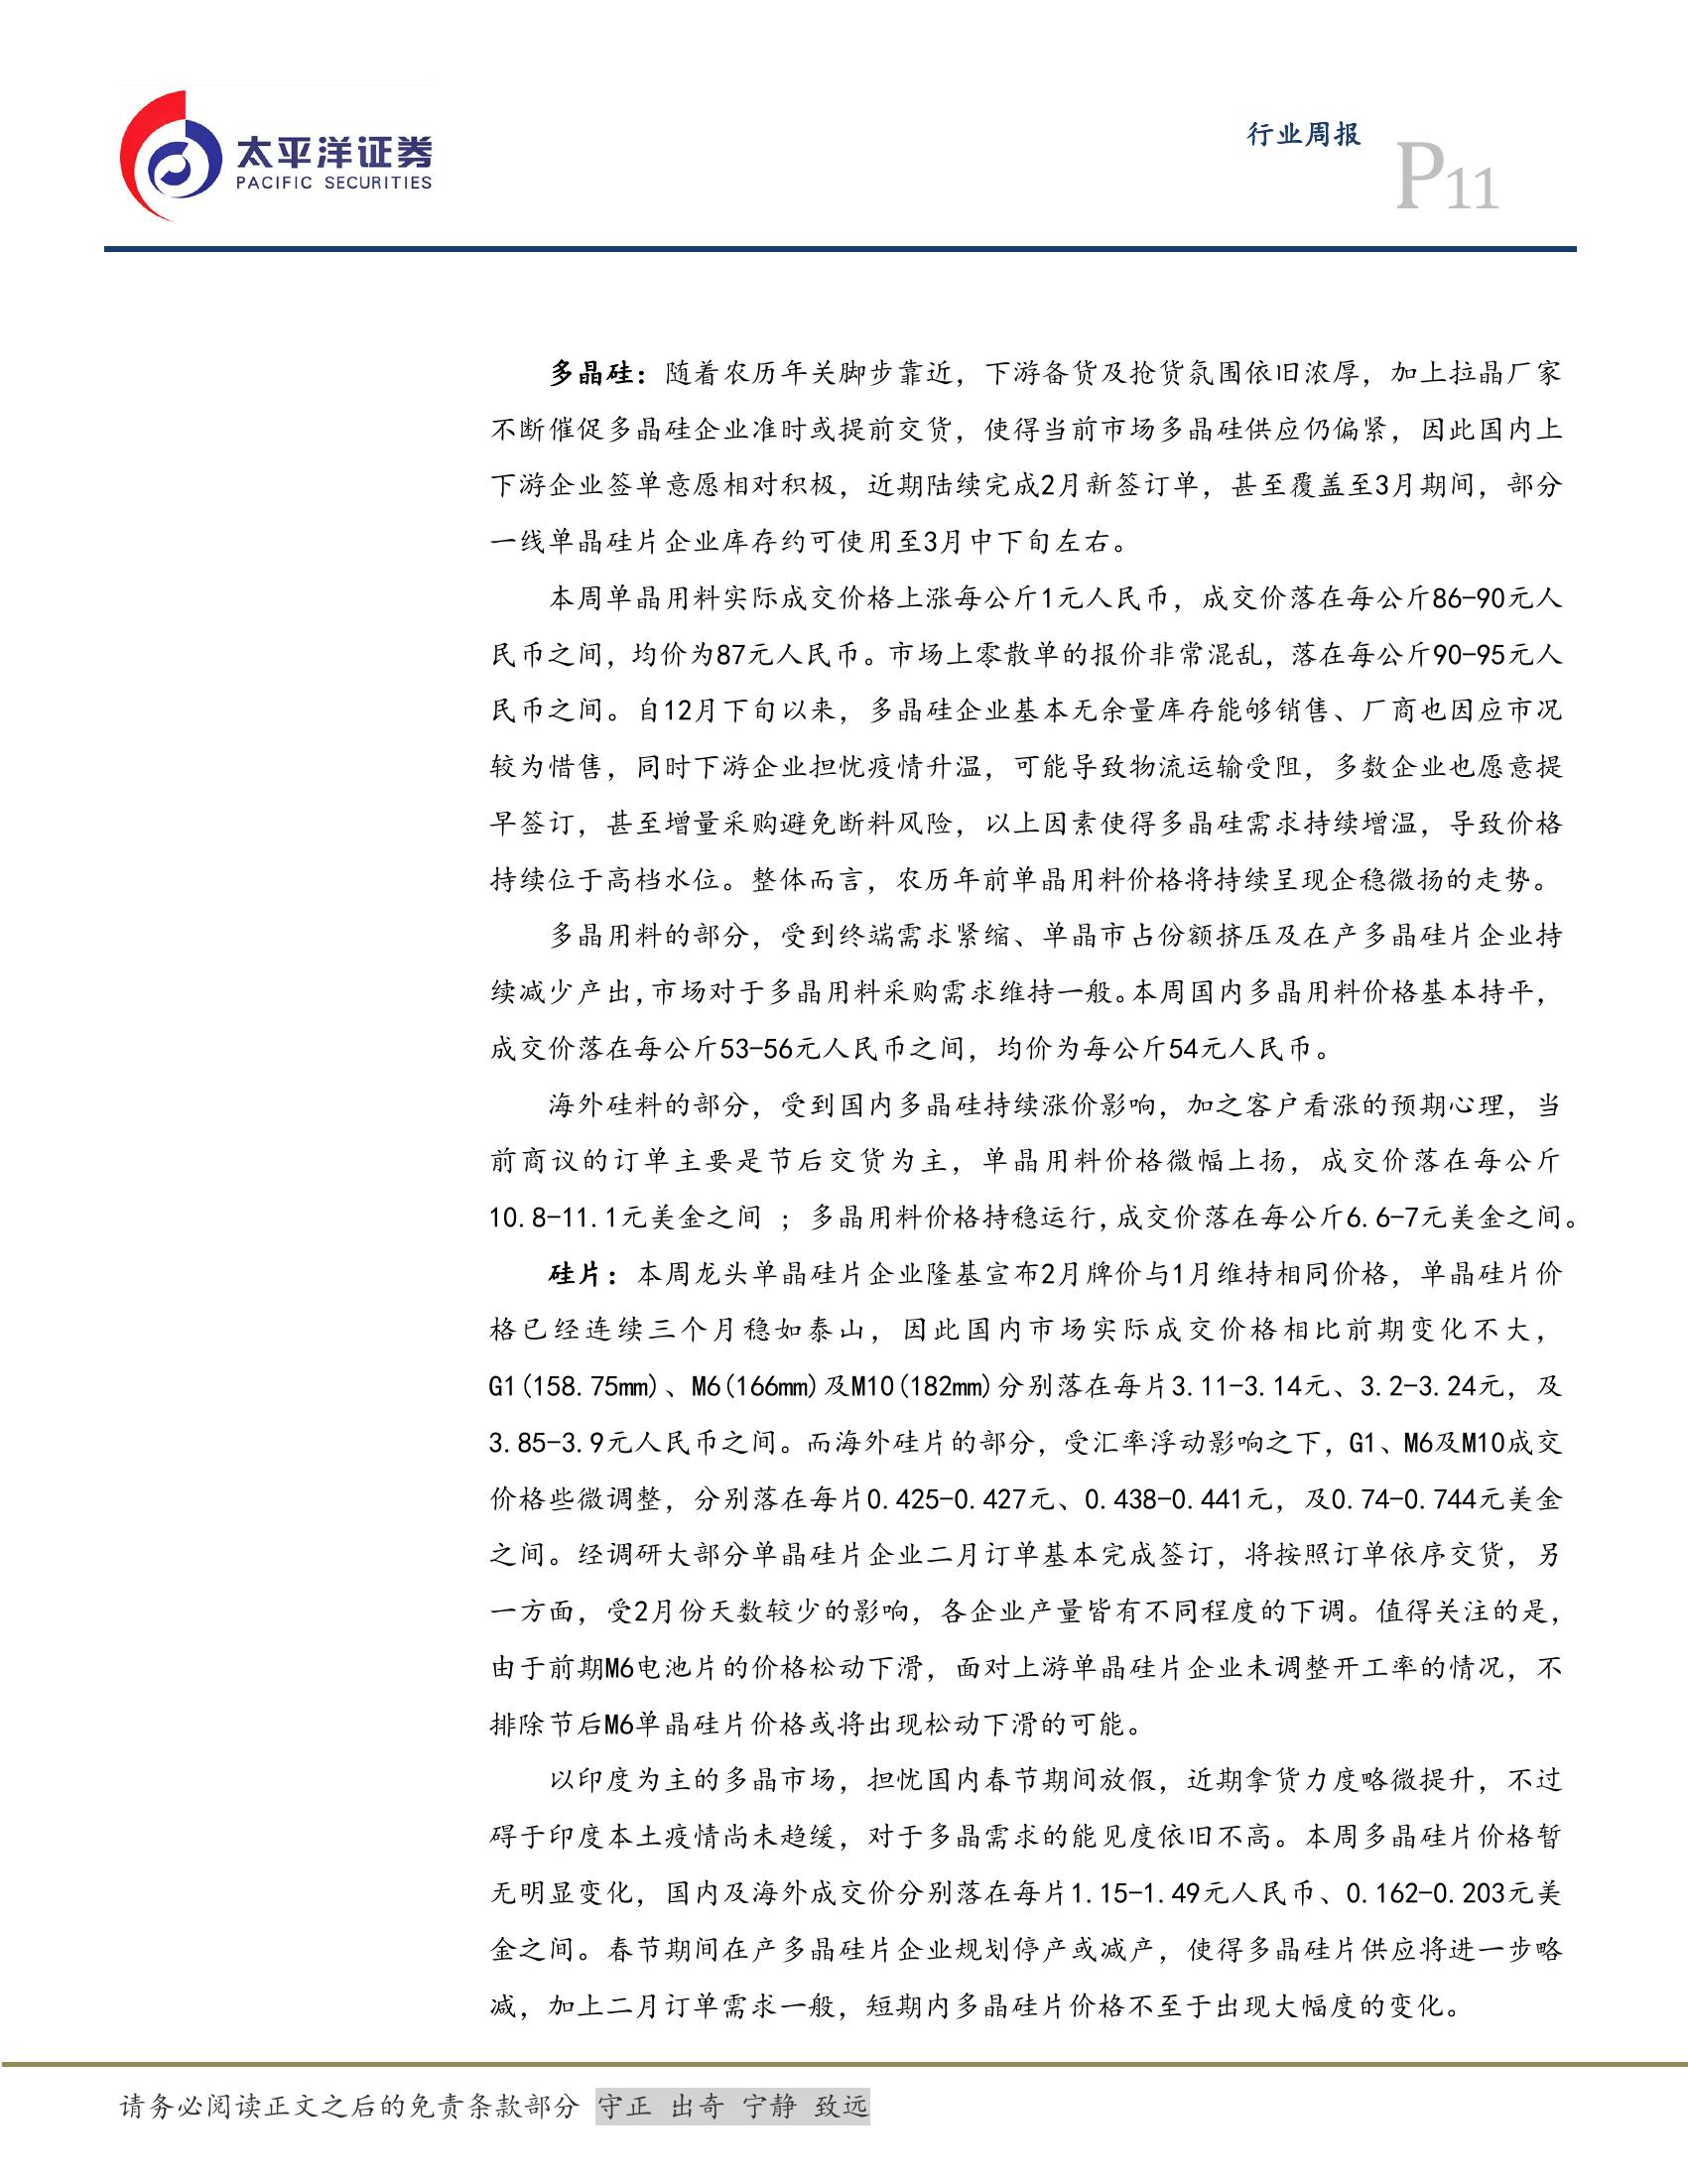 太平洋证券
PACIFIC SECURITIES
行业周报
P11
多晶硅：随着农历年关脚步靠近，下游备货及抢货氛围依旧浓厚，加上拉晶厂家
不断催促多晶硅企业准时或提前交货，使得当前市场多晶硅供应仍偏紧，因此国内上
下游企业签单意愿相对积极，近期陆续完成2月新签订单，甚至覆盖至3月期间，部分
一线单晶硅片企业库存约可使用至3月中下旬左右。
本周单晶用料实际成交价格上涨每公斤1元人民币，成交价落在每公斤86-90元人
民币之间，均价为87元人民币。市场上零散单的报价非常混乱，落在每公斤90-95元人
民币之间。自12月下旬以来，多晶硅企业基本无余量库存能够销售、厂商也因应市况
较为惜售，同时下游企业担忧疫情升温，可能导致物流运输受阻，多数企业也愿意提
早签订，甚至增量采购避免断料风险，以上因素使得多晶硅需求持续增温，导致价格
持续位于高档水位。整体而言，农历年前单晶用料价格将持续呈现企稳微扬的走势。
多晶用料的部分，受到终端需求紧缩、单晶市占份额挤压及在产多晶硅片企业持
续减少产出，市场对于多晶用料采购需求维持一般。本周国内多晶用料价格基本持平，
成交价落在每公斤53-56元人民币之间，均价为每公斤54元人民币。
海外硅料的部分，受到国内多晶硅持续涨价影响，加之客户看涨的预期心理，当
前商议的订单主要是节后交货为主，单晶用料价格微幅上扬，成交价落在每公斤
10.8-11.1元美金之间 ；多晶用料价格持稳运行，成交价落在每公斤6.6-7元美金之间。
硅片：本周龙头单晶硅片企业隆基宣布2月牌价与1月维持相同价格，单晶硅片价
格已经连续三个月稳如泰山，因此国内市场实际成交价格相比前期变化不大，
G1(158.75mm)、M6(166mm)及M10(182mm)分别落在每片3.11-3.14元、3.2-3.24元，及
3.85-3.9元人民币之间。而海外硅片的部分，受汇率浮动影响之下，G1、M6及M10成交
价格些微调整，分别落在每片0.425-0.427元、0.438-0.441元，及0.74-0.744元美金
之间。经调研大部分单晶硅片企业二月订单基本完成签订，将按照订单依序交货，另
一方面，受2月份天数较少的影响，各企业产量皆有不同程度的下调。值得关注的是，
由于前期M6电池片的价格松动下滑，面对上游单晶硅片企业未调整开工率的情况，不
排除节后M6单晶硅片价格或将出现松动下滑的可能。
以印度为主的多晶市场，担忧国内春节期间放假，近期拿货力度略微提升，不过
碍于印度本土疫情尚未趋缓，对于多晶需求的能见度依旧不高。本周多晶硅片价格暂
无明显变化，国内及海外成交价分别落在每片1.15-1.49元人民币、0.162-0.203元美
金之间。春节期间在产多晶硅片企业规划停产或减产，使得多晶硅片供应将进一步略
减，加上二月订单需求一般，短期内多晶硅片价格不至于出现大幅度的变化。
请务必阅读正文之后的免责条款部分 守正 出奇 宁静 致远